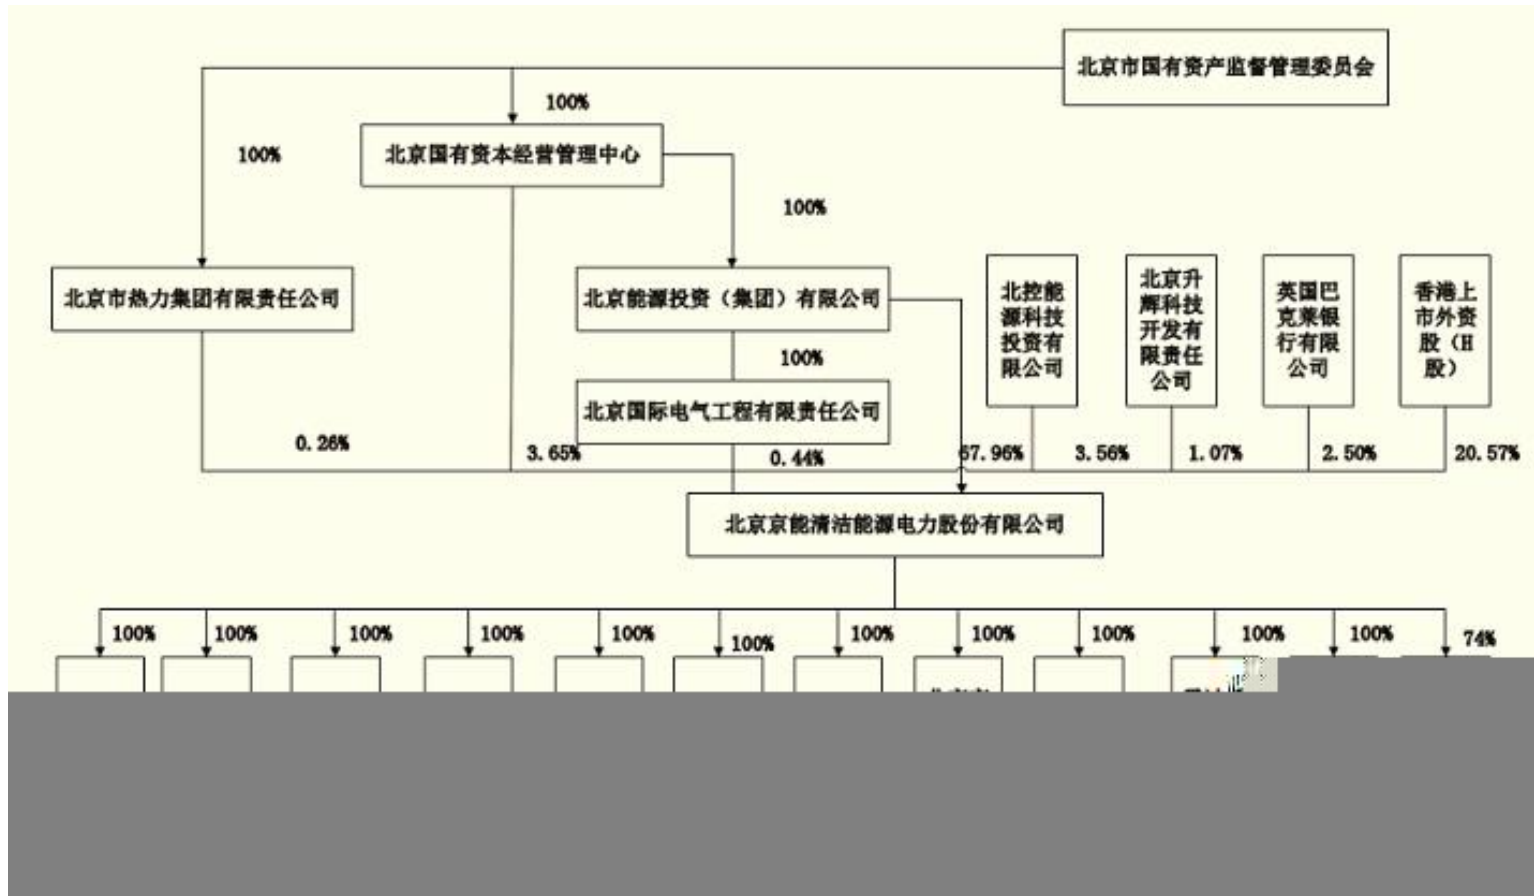 北京市国有资产监督管理委员会
100%
北京国有资本经营管理中心
100%
100%
北京市热力集团有限责任公司
北京能源投资（集团）有限公司
北控能
源科技
投资有
限公司
北京升
辉科技
开发有
限责任
公司
英国巴
克莱银
行有限
公司
香港上
市外资
股（H
股）
100%
北京国际电气工程有限责任公司
0.26%
3.65%
0.44%
67.96%
3.56%
1.07%
2.50%
20.57%
北京京能清洁能源电力股份有限公司
100%
100%
100%
100%
100%
100%
100%
100%
100%
100%
100%
74%